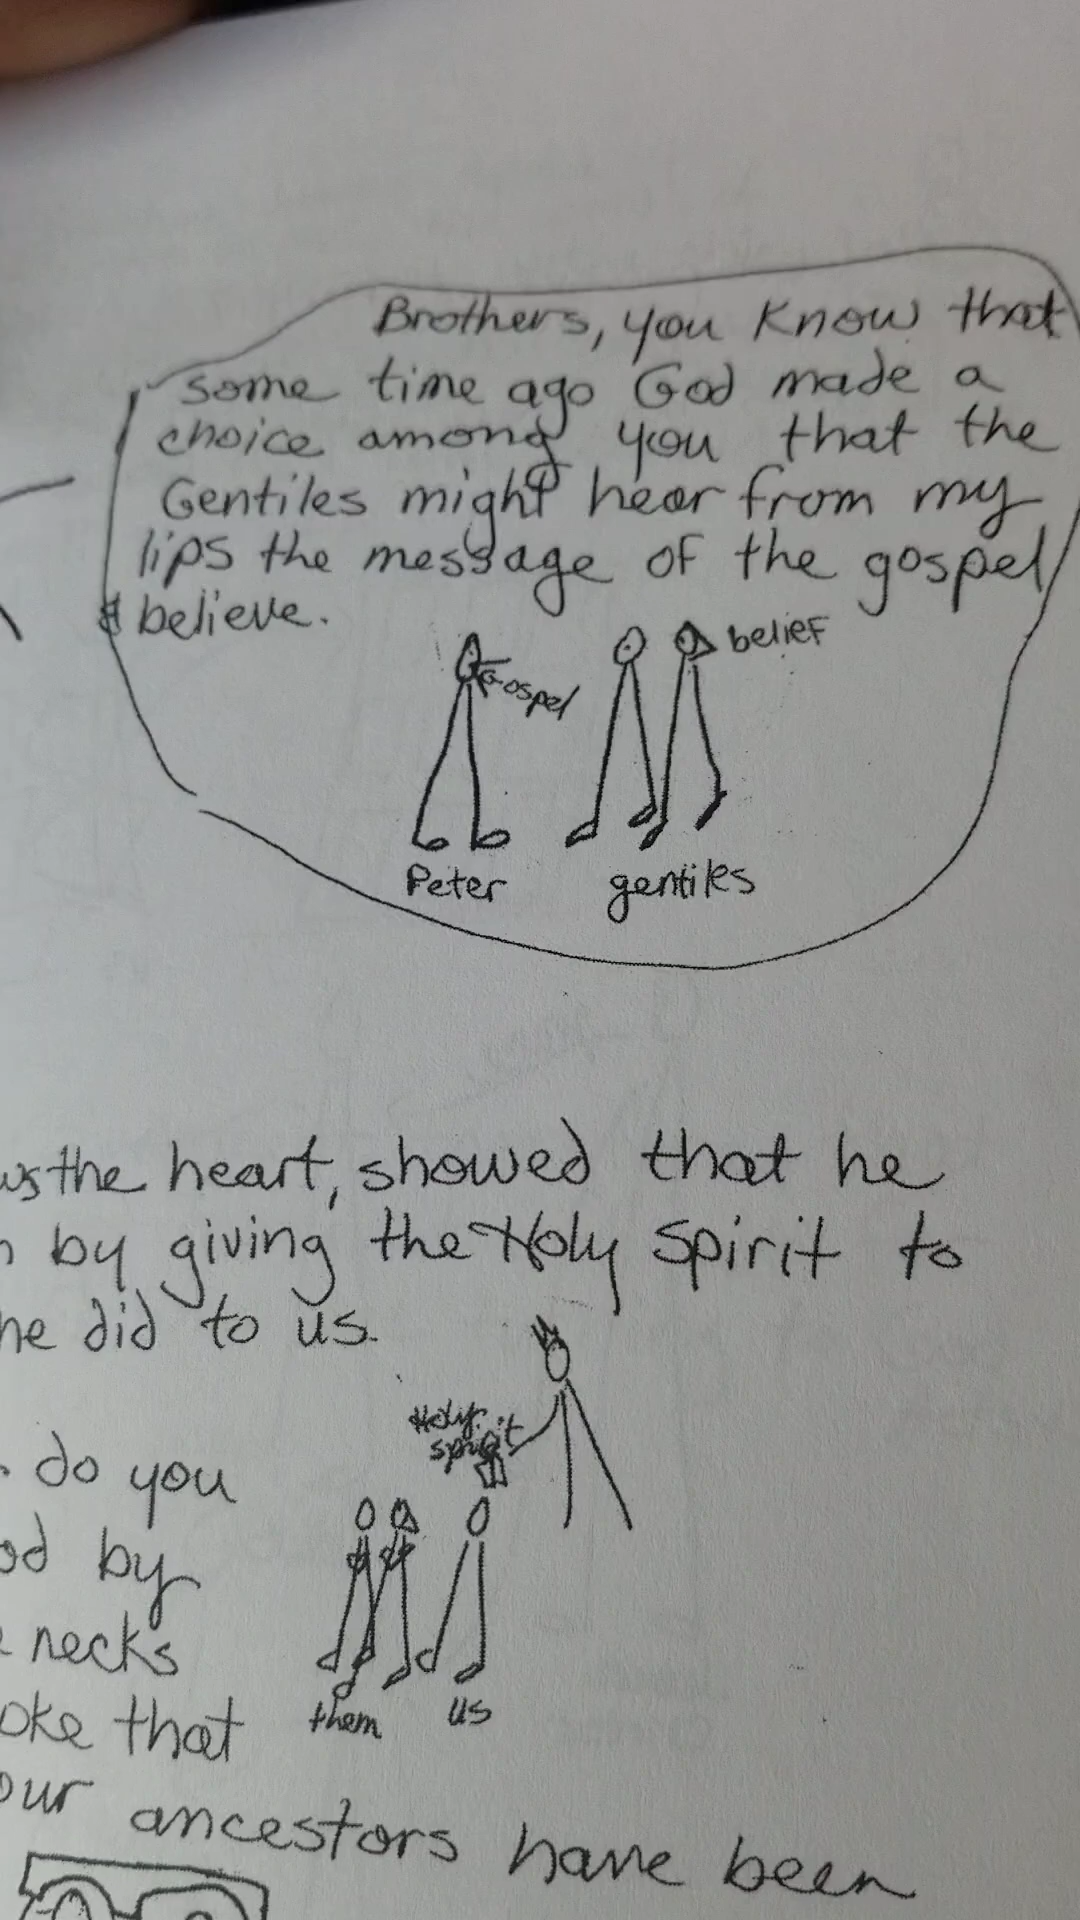 Brothers, you know that
some time ago God made a
choice among you that the
Gentiles might hear from my
lips the message of the gospel
& believe.
belief
Gospel
Peter
gentiles
the heart, showed that he
by giving the Holy Spirit to
he did to us.
Holy
spirit
do you
by
necks
that
them
us
our ancestors have been